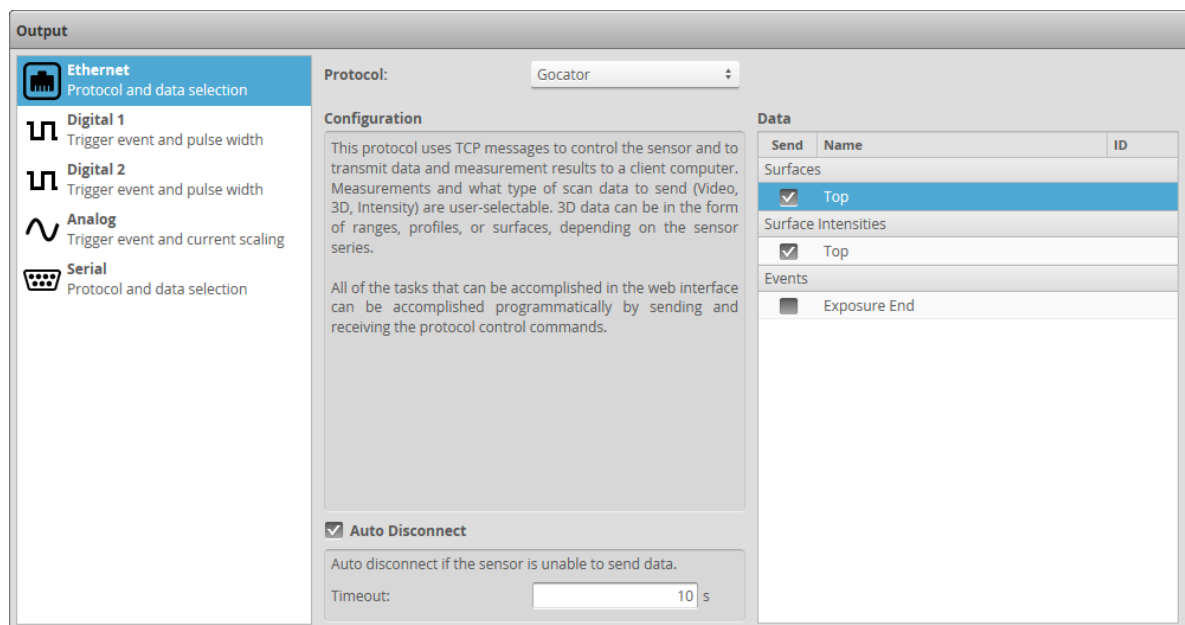 Output
Ethernet
Protocol and data selection
Digital 1
Trigger event and pulse width
Digital 2
Trigger event and pulse width
Analog
Trigger event and current scaling
Serial
Protocol and data selection
Protocol:
Gocator
Configuration
This protocol uses TCP messages to control the sensor and to
transmit data and measurement results to a client computer.
Measurements and what type of scan data to send (Video,
3D, Intensity) are user-selectable. 3D data can be in the form
of ranges, profiles, or surfaces, depending on the sensor
series.
All of the tasks that can be accomplished in the web interface
can be accomplished programmatically by sending and
receiving the protocol control commands.
Auto Disconnect
Auto disconnect if the sensor is unable to send data.
Timeout: 10 s
Data
Send Name ID
Surfaces
Top
Surface Intensities
Top
Events
Exposure End